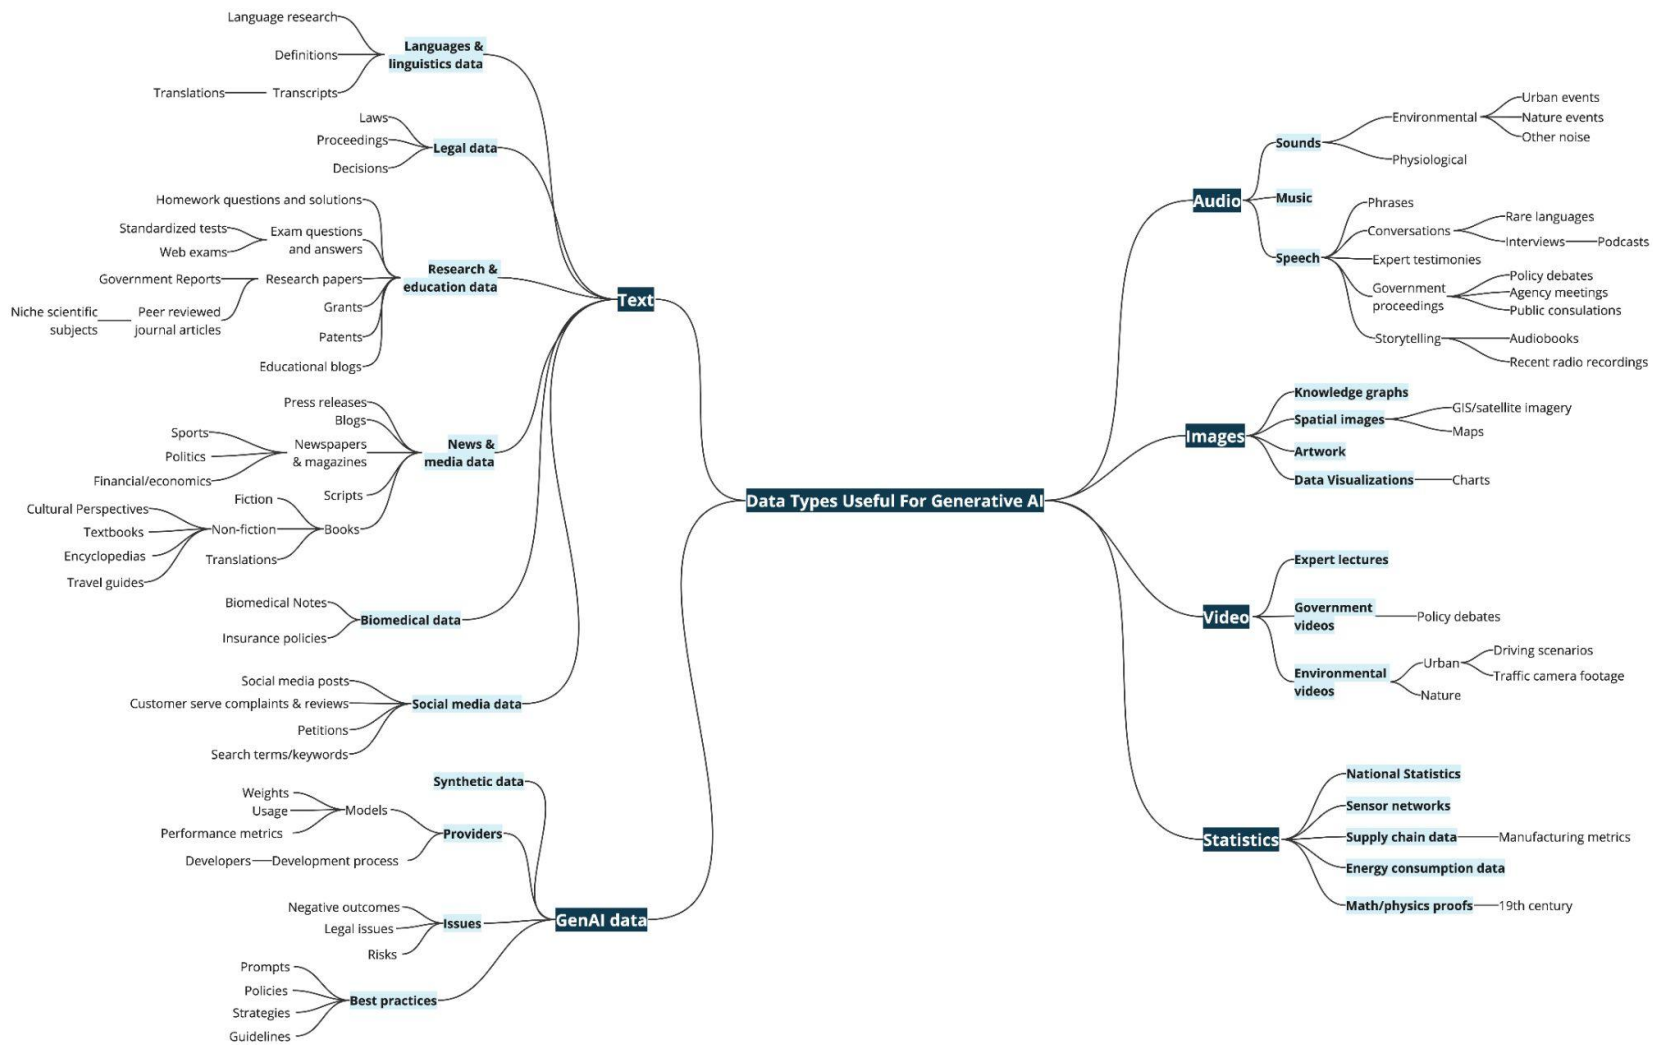 Language research
Definitions
Translations
Transcripts
Languages &
linguistics data
Laws
Proceedings
Decisions
Legal data
Homework questions and solutions
Standardized tests
Web exams
Exam questions
and answers
Government Reports
Research papers
Niche scientific
subjects
Peer reviewed
journal articles
Grants
Patents
Educational blogs
Research &
education data
Text
Press releases
Blogs
Sports
Politics
Financial/economics
Newspapers
& magazines
Scripts
Fiction
Cultural Perspectives
Textbooks
Encyclopedias
Travel guides
Non-fiction
Translations
Books
News &
media data
Biomedical Notes
Insurance policies
Biomedical data
Social media posts
Customer serve complaints & reviews
Petitions
Search terms/keywords
Social media data
Synthetic data
Weights
Usage
Performance metrics
Models
Developers
Development process
Providers
Negative outcomes
Legal issues
Risks
Issues
Prompts
Policies
Strategies
Guidelines
Best practices
GenAI data
Data Types Useful For Generative AI
Audio
Sounds
Environmental
Urban events
Nature events
Other noise
Physiological
Music
Speech
Phrases
Conversations
Rare languages
Interviews
Podcasts
Expert testimonies
Government
proceedings
Policy debates
Agency meetings
Public consulations
Storytelling
Audiobooks
Recent radio recordings
Images
Knowledge graphs
Spatial images
GIS/satellite imagery
Maps
Artwork
Data Visualizations
Charts
Video
Expert lectures
Government
videos
Policy debates
Environmental
videos
Urban
Driving scenarios
Traffic camera footage
Nature
Statistics
National Statistics
Sensor networks
Supply chain data
Manufacturing metrics
Energy consumption data
Math/physics proofs
19th century